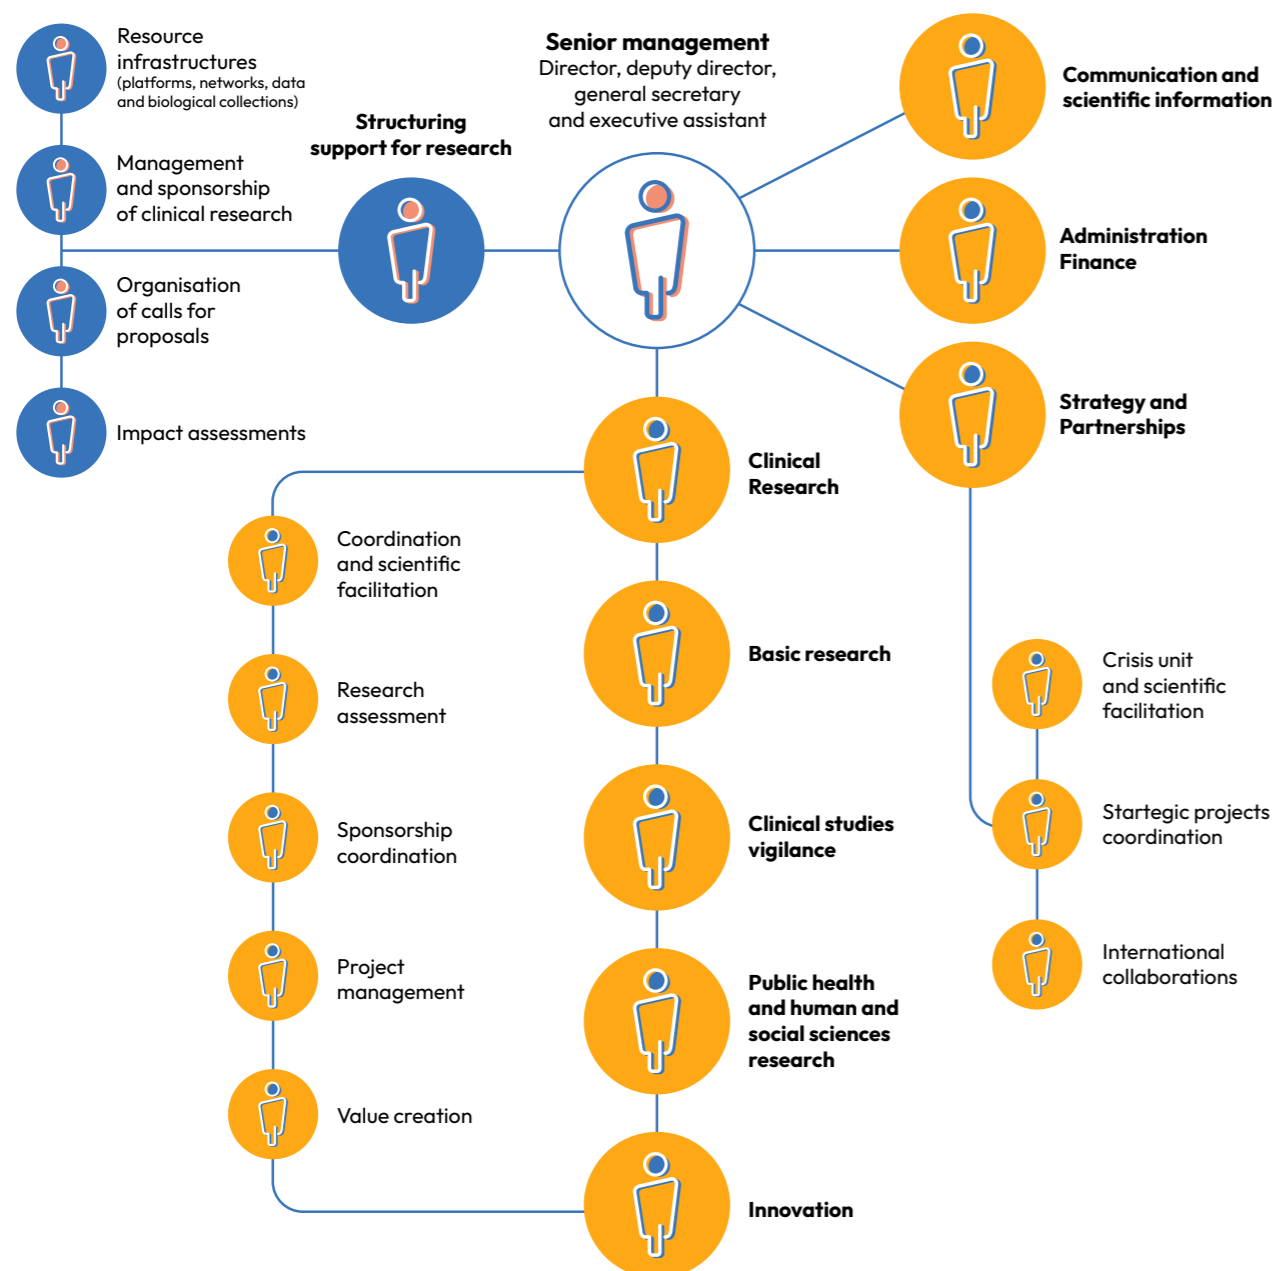 Resource
infrastructures
(platforms, networks, data
and biological collections)
Management
and sponsorship
of clinical research
Organisation
of calls for
proposals
Impact assessments
Structuring
support for research
Senior management
Director, deputy director,
general secretary
and executive assistant
Communication and
scientific information
Administration
Finance
Strategy and
Partnerships
Clinical
Research
Basic research
Clinical studies
vigilance
Public health
and human and
social sciences
research
Innovation
Coordination
and scientific
facilitation
Research
assessment
Sponsorship
coordination
Project
management
Value creation
Crisis unit
and scientific
facilitation
Startegic projects
coordination
International
collaborations